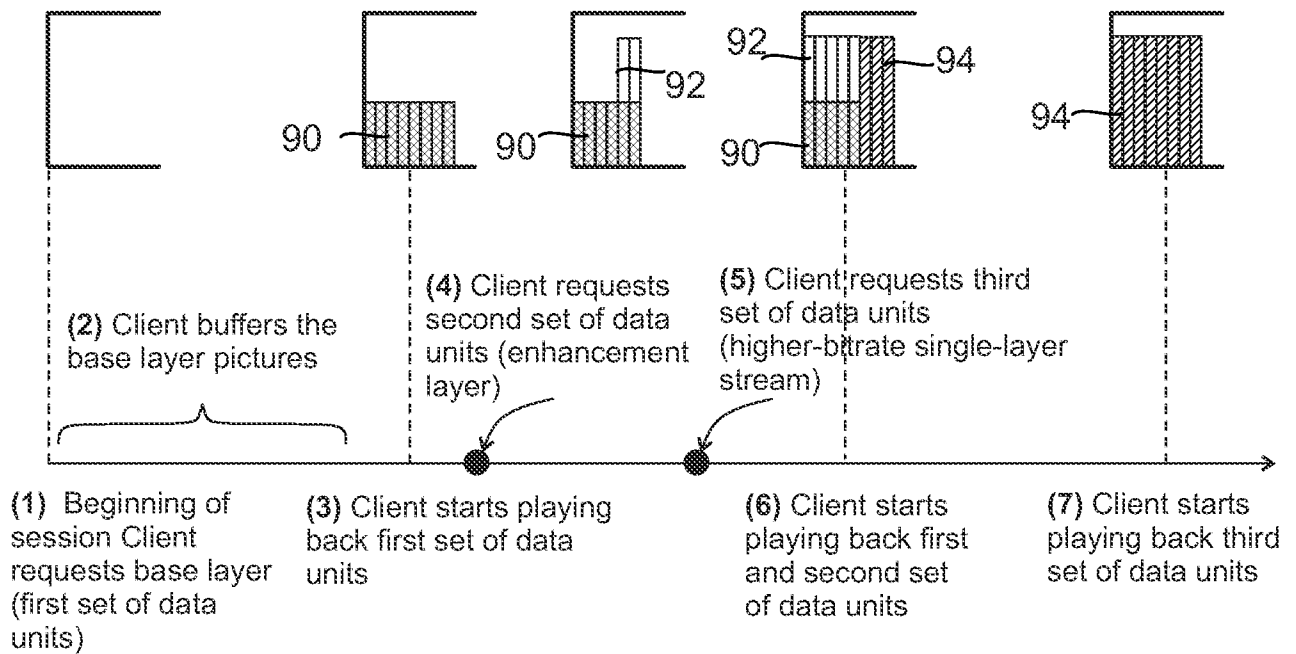 92
94
90
92
90
90
94
(4) Client requests
second set of data
units (enhancement
layer)
(5) Client requests third
set of data units
(higher-bitrate single-layer
stream)
(2) Client buffers the
base layer pictures
(1) Beginning of
session Client
requests base layer
(first set of data
units)
(3) Client starts playing
back first set of data
units
(6) Client starts
playing back first
and second set
of data units
(7) Client starts
playing back third
set of data units